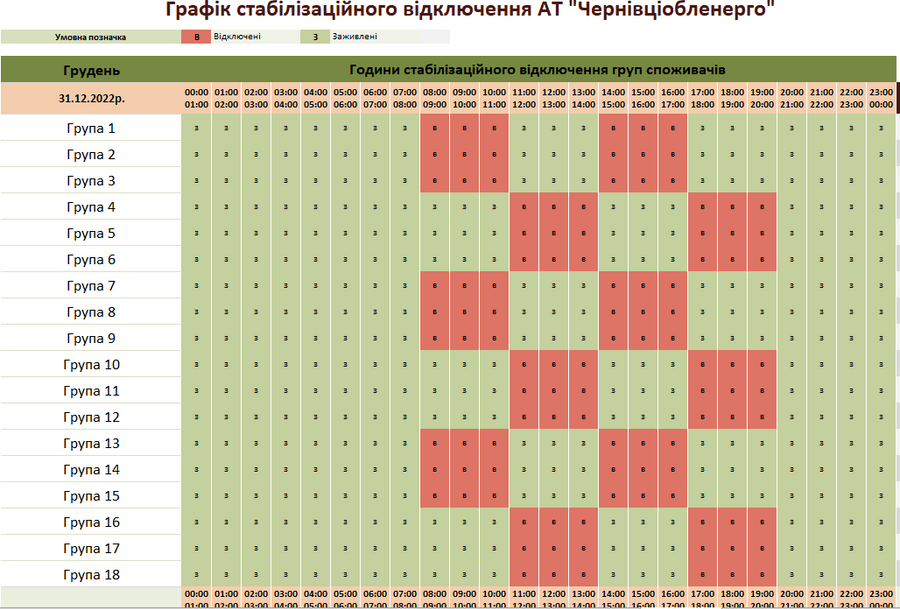 Графік стабілізаційного відключення АТ "Чернівціобленерго"
Умовна позначка В Відключені З Заживлені
Грудень Години стабілізаційного відключення груп споживачів
31.12.2022р. 00:00 01:00 02:00 03:00 04:00 05:00 06:00 07:00 08:00 09:00 10:00 11:00 12:00 13:00 14:00 15:00 16:00 17:00 18:00 19:00 20:00 21:00 22:00 23:00
01:00 02:00 03:00 04:00 05:00 06:00 07:00 08:00 09:00 10:00 11:00 12:00 13:00 14:00 15:00 16:00 17:00 18:00 19:00 20:00 21:00 22:00 23:00 00:00
Група 1 З З З З З З З З В В В З З З В В В З З З З З З З
Група 2 З З З З З З З З В В В З З З В В В З З З З З З З
Група 3 З З З З З З З З В В В З З З В В В З З З З З З З
Група 4 З З З З З З З З З З З В В В З З З В В В З З З З
Група 5 З З З З З З З З З З З В В В З З З В В В З З З З
Група 6 З З З З З З З З З З З В В В З З З В В В З З З З
Група 7 З З З З З З З З В В В З З З В В В З З З З З З З
Група 8 З З З З З З З З В В В З З З В В В З З З З З З З
Група 9 З З З З З З З З В В В З З З В В В З З З З З З З
Група 10 З З З З З З З З З З З В В В З З З В В В З З З З
Група 11 З З З З З З З З З З З В В В З З З В В В З З З З
Група 12 З З З З З З З З З З З В В В З З З В В В З З З З
Група 13 З З З З З З З З В В В З З З В В В З З З З З З З
Група 14 З З З З З З З З В В В З З З В В В З З З З З З З
Група 15 З З З З З З З З В В В З З З В В В З З З З З З З
Група 16 З З З З З З З З З З З В В В З З З В В В З З З З
Група 17 З З З З З З З З З З З В В В З З З В В В З З З З
Група 18 З З З З З З З З З З З В В В З З З В В В З З З З
00:00 01:00 02:00 03:00 04:00 05:00 06:00 07:00 08:00 09:00 10:00 11:00 12:00 13:00 14:00 15:00 16:00 17:00 18:00 19:00 20:00 21:00 22:00 23:00
01:00 02:00 03:00 04:00 05:00 06:00 07:00 08:00 09:00 10:00 11:00 12:00 13:00 14:00 15:00 16:00 17:00 18:00 19:00 20:00 21:00 22:00 23:00 00:00